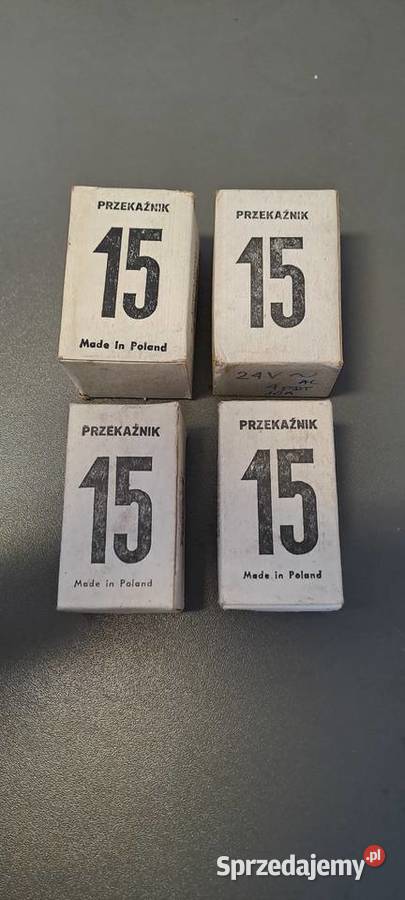 PRZEKAŹNIK
15
Made in Poland
PRZEKAŹNIK
15
24V ~
AC
PRZEKAŹNIK
15
Made in Poland
PRZEKAŹNIK
15
Made in Poland
Sprzedajemy.pl